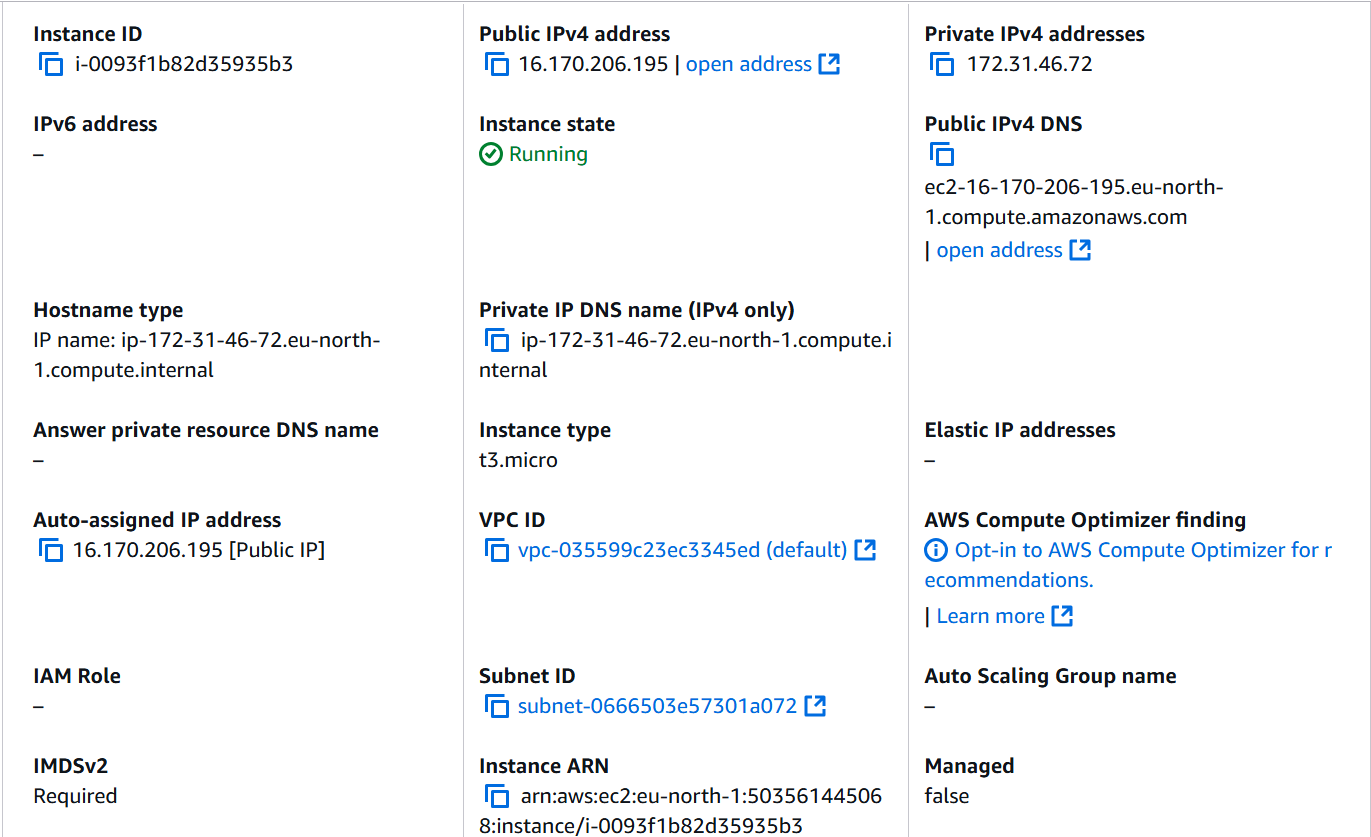 Instance ID
i-0093f1b82d35935b3
Public IPv4 address
16.170.206.195 | open address
Private IPv4 addresses
172.31.46.72
IPv6 address
–
Instance state
Running
Public IPv4 DNS
ec2-16-170-206-195.eu-north-
1.compute.amazonaws.com
| open address
Hostname type
IP name: ip-172-31-46-72.eu-north-
1.compute.internal
Private IP DNS name (IPv4 only)
ip-172-31-46-72.eu-north-1.compute.i
nternal
Answer private resource DNS name
–
Instance type
t3.micro
Elastic IP addresses
–
Auto-assigned IP address
16.170.206.195 [Public IP]
VPC ID
vpc-035599c23ec3345ed (default)
AWS Compute Optimizer finding
Opt-in to AWS Compute Optimizer for r
ecommendations.
| Learn more
IAM Role
–
Subnet ID
subnet-0666503e57301a072
Auto Scaling Group name
–
IMDSv2
Required
Instance ARN
arn:aws:ec2:eu-north-1:50356144506
8:instance/i-0093f1b82d35935b3
Managed
false